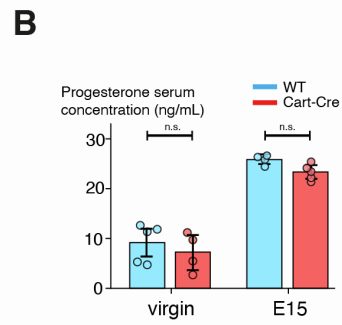 B
Progesterone serum
concentration (ng/mL)
WT
Cart-Cre
n.s.
n.s.
30
20
10
0
virgin
E15